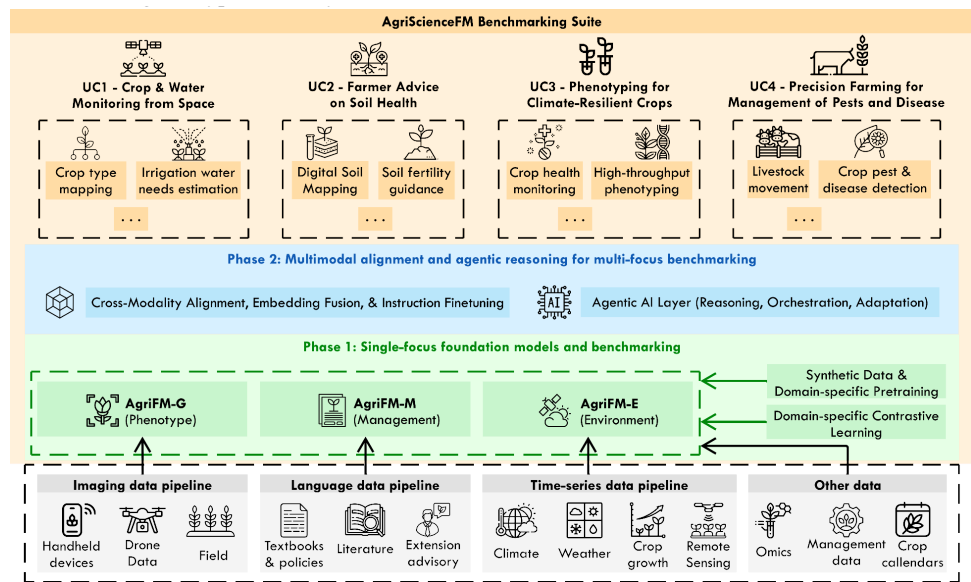 AgriScienceFM Benchmarking Suite
UC1 - Crop & Water
Monitoring from Space
UC2 - Farmer Advice
on Soil Health
UC3 - Phenotyping for
Climate-Resilient Crops
UC4 - Precision Farming for
Management of Pests and Disease
Crop type
mapping
Irrigation water
needs estimation
...
Digital Soil
Mapping
Soil fertility
guidance
...
Crop health
monitoring
High-throughput
phenotyping
...
Livestock
movement
Crop pest &
disease detection
...
Phase 2: Multimodal alignment and agentic reasoning for multi-focus benchmarking
Cross-Modality Alignment, Embedding Fusion, & Instruction Finetuning
AI
Agentic AI Layer (Reasoning, Orchestration, Adaptation)
Phase 1: Single-focus foundation models and benchmarking
AgriFM-G
(Phenotype)
AgriFM-M
(Management)
AgriFM-E
(Environment)
Synthetic Data &
Domain-specific Pretraining
Domain-specific Contrastive
Learning
Imaging data pipeline
Handheld
devices
Drone
Data
Field
Language data pipeline
Textbooks
& policies
Literature
Extension
advisory
Time-series data pipeline
Climate
Weather
Crop
growth
Remote
Sensing
Other data
Omics
Management
data
Crop
callendars